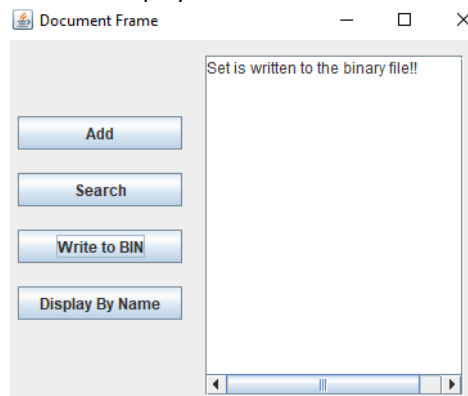 Document Frame
Set is written to the binary file!!
Add
Search
Write to BIN
Display By Name